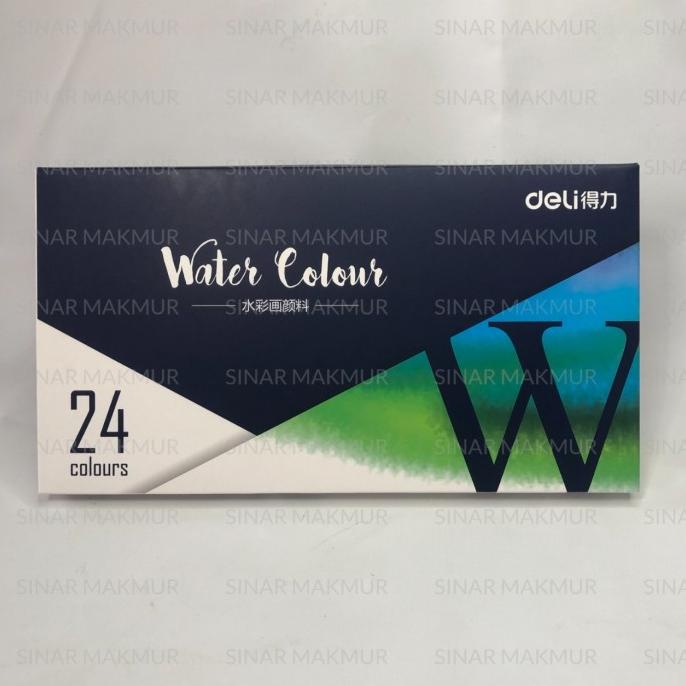 SINAR MAKMUR
deli得力
Water Colour
水彩画颜料
24
colours
W